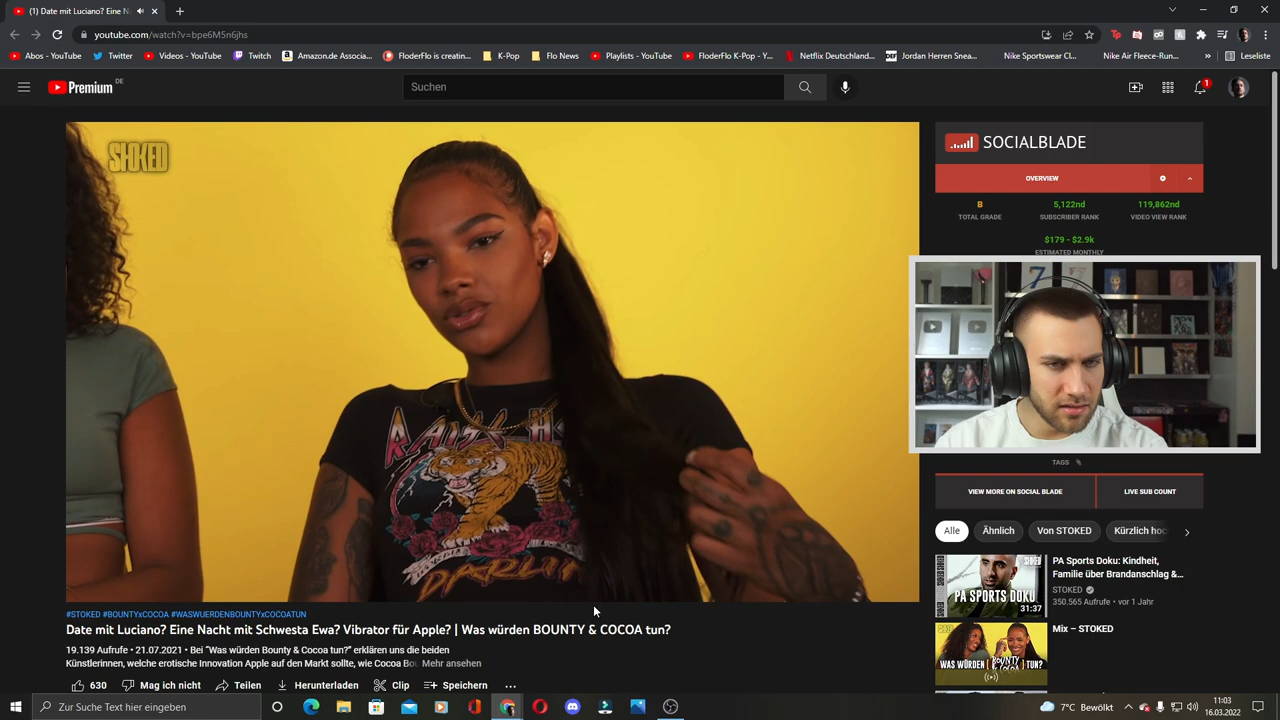 (1) Date mit Luciano? Eine N
youtube.com/watch?v=bpe6M5n6jhs
Abos - YouTube
Twitter
Videos - YouTube
Twitch
Amazon.de Associa...
FloderFlo is creatin...
K-Pop
Flo News
Playlists - YouTube
FloderFlo K-Pop - Y...
Netflix Deutschland...
Jordan Herren Snea...
Nike Sportswear Cl...
Nike Air Fleece-Run...
»
Leseliste
Premium DE
Suchen
1
STOKED
SOCIALBLADE
OVERVIEW
B
5,122nd
119,862nd
TOTAL GRADE
SUBSCRIBER RANK
VIDEO VIEW RANK
$179 - $2.9k
ESTIMATED MONTHLY
TAGS
VIEW MORE ON SOCIAL BLADE
LIVE SUB COUNT
Alle
Ähnlich
Von STOKED
Kürzlich hoc
PA SPORTS DOKU
31:37
PA Sports Doku: Kindheit,
Familie über Brandanschlag &...
STOKED
350.565 Aufrufe • vor 1 Jahr
WAS WÜRDEN [BOUNTY & COCOA] TUN?
Mix – STOKED
DARLIN
#STOKED #BOUNTYxCOCOA #WASWUERDENBOUNTYxCOCOATUN
Date mit Luciano? Eine Nacht mit Schwesta Ewa? Vibrator für Apple? | Was würden BOUNTY & COCOA tun?
19.139 Aufrufe • 21.07.2021 • Bei "Was würden Bounty & Cocoa tun?" erklären uns die beiden
Künstlerinnen, welche erotische Innovation Apple auf den Markt sollte, wie Cocoa Bou Mehr ansehen
630
Mag ich nicht
Teilen
Herunterladen
Clip
Speichern
...
Zur Suche Text hier eingeben
7°C Bewölkt
11:03
16.03.2022